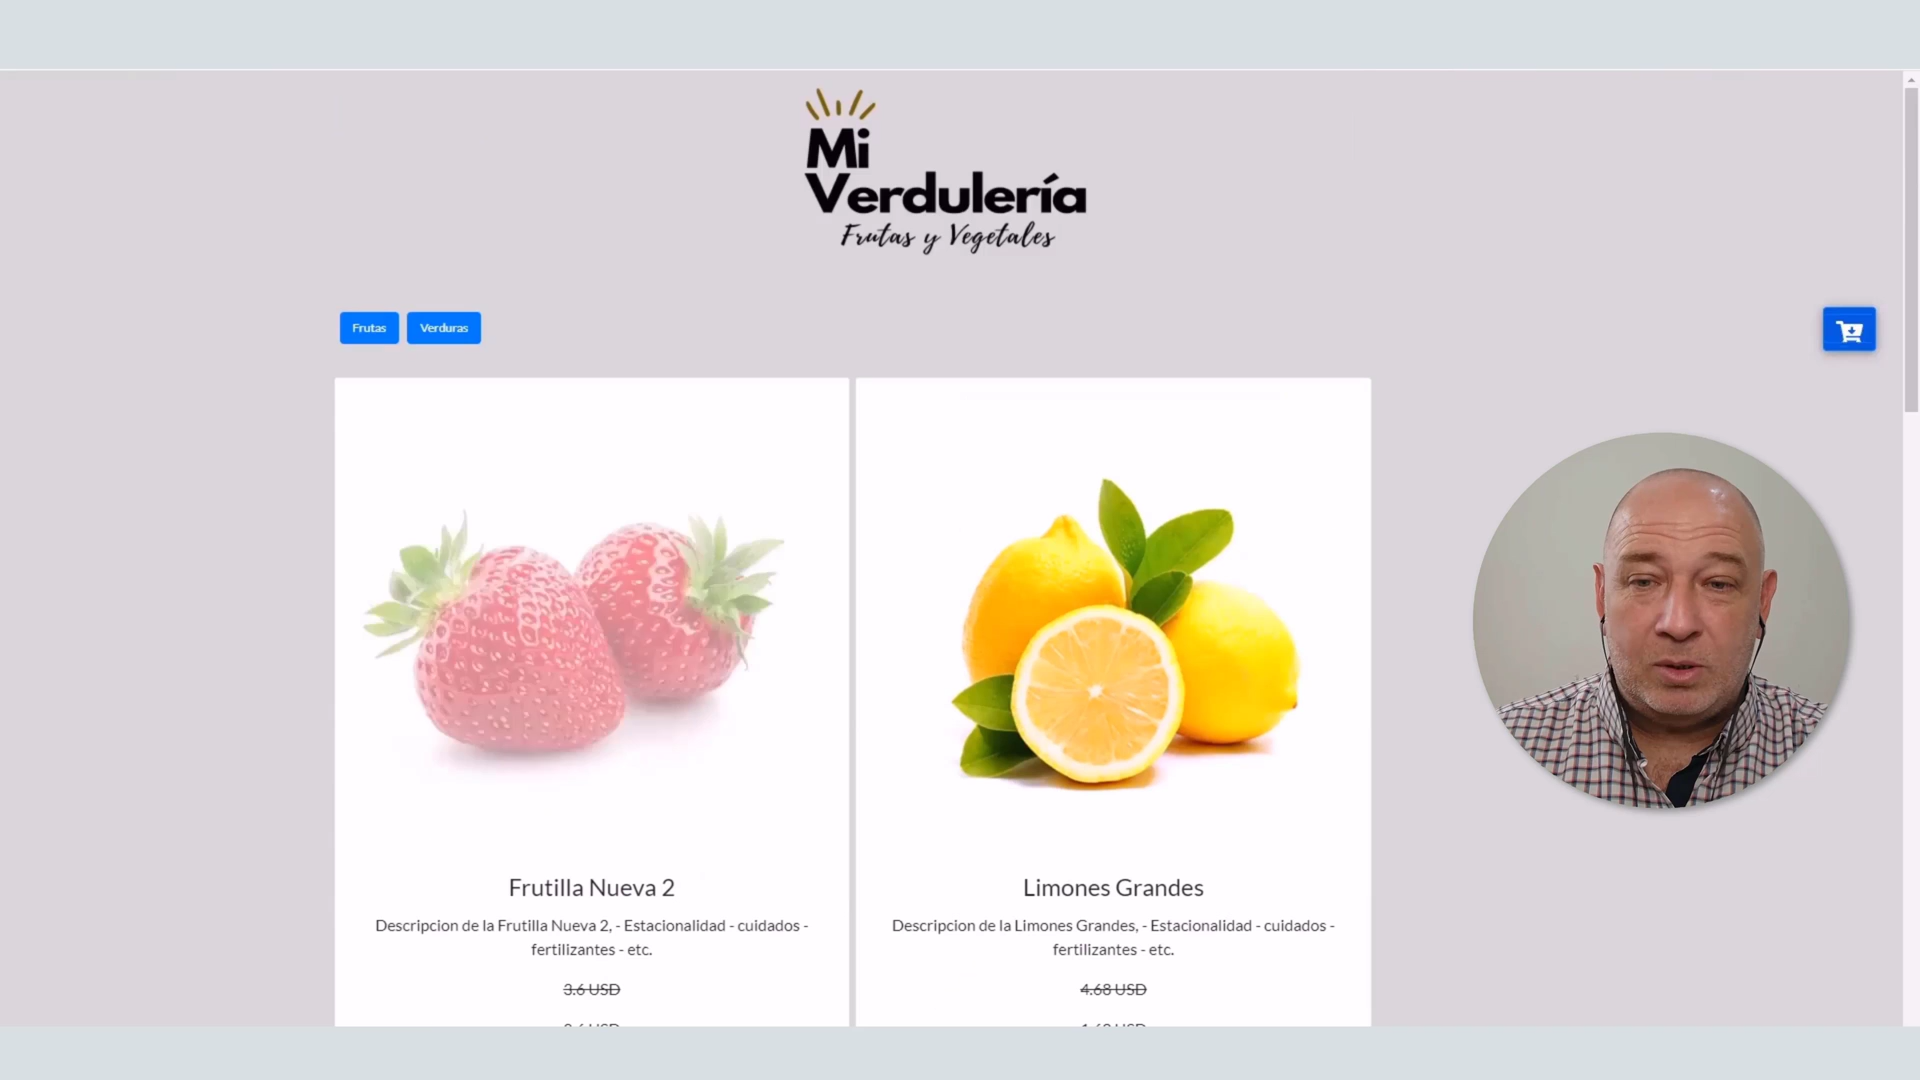 Mi
Verdulería
Frutas y Vegetales
Frutas Verduras
Frutilla Nueva 2
Descripcion de la Frutilla Nueva 2, - Estacionalidad - cuidados -
fertilizantes - etc.
3.6 USD
Limones Grandes
Descripcion de la Limones Grandes, - Estacionalidad - cuidados -
fertilizantes - etc.
4.68 USD